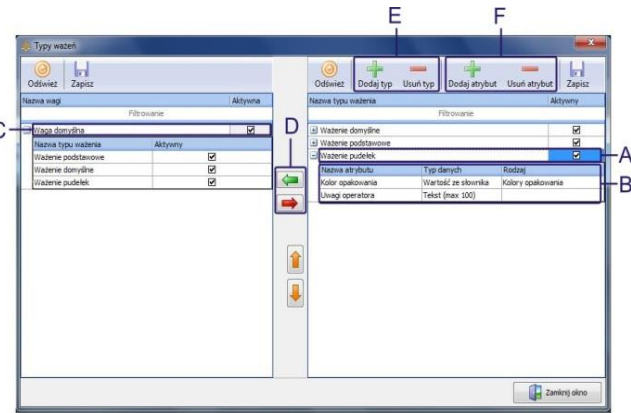 E F
Typy ważeń
Odśwież Zapisz
Odśwież Dodaj typ Usuń typ Dodaj atrybut Usuń atrybut Zapisz
Nazwa wagi Aktywna
Filtrowanie
C
Waga domyślna
Nazwa typu ważenia Aktywny
Ważenie podstawowe
Ważenie domyślne
Ważenie pudełek
D
Nazwa typu ważenia Aktywny
Filtrowanie
Ważenie domyślne
Ważenie podstawowe
Ważenie pudełek
A
Nazwa atrybutu Typ danych Rodzaj
Kolor opakowania Wartość ze słownika Kolory opakowania
B
Uwagi operatora Tekst (max 100)
Zamknij okno